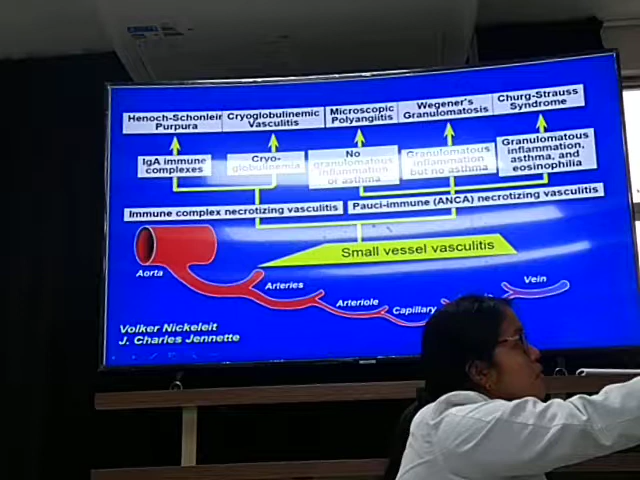 Henoch-Schonlein
Purpura
Cryoglobulinemic
Vasculitis
Microscopic
Polyangiitis
Wegener's
Granulomatosis
Churg-Strauss
Syndrome
IgA immune
complexes
Cryo-
globulinemia
No
granulomatous
inflammation
or asthma
Granulomatous
inflammation
but no asthma
Granulomatous
inflammation,
asthma, and
eosinophilia
Immune complex necrotizing vasculitis
Pauci-immune (ANCA) necrotizing vasculitis
Small vessel vasculitis
Aorta
Arteries
Arteriole
Capillary
Vein
Volker Nickeleit
J. Charles Jennette